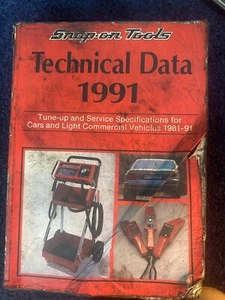 Snap-on Tools
Technical Data
1991
Tune-up and Service Specifications for
Cars and Light Commercial Vehicles 1981-91